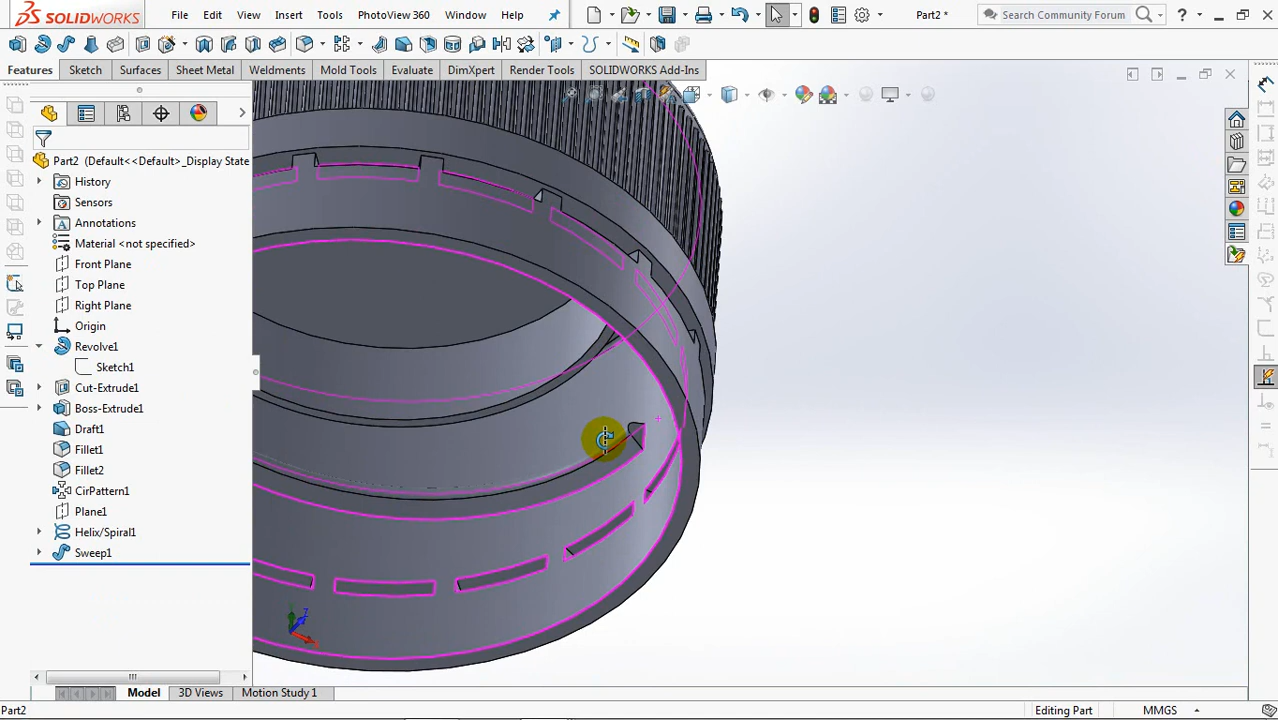 SOLIDWORKS File Edit View Insert Tools PhotoView 360 Window Help Part2 * Search Community Forum ?
Features Sketch Surfaces Sheet Metal Weldments Mold Tools Evaluate DimXpert Render Tools SOLIDWORKS Add-Ins
Part2 (Default<<Default>_Display State
History
Sensors
Annotations
Material <not specified>
Front Plane
Top Plane
Right Plane
Origin
Revolve1
Sketch1
Cut-Extrude1
Boss-Extrude1
Draft1
Fillet1
Fillet2
CirPattern1
Plane1
Helix/Spiral1
Sweep1
Model 3D Views Motion Study 1
Part2 Editing Part MMGS